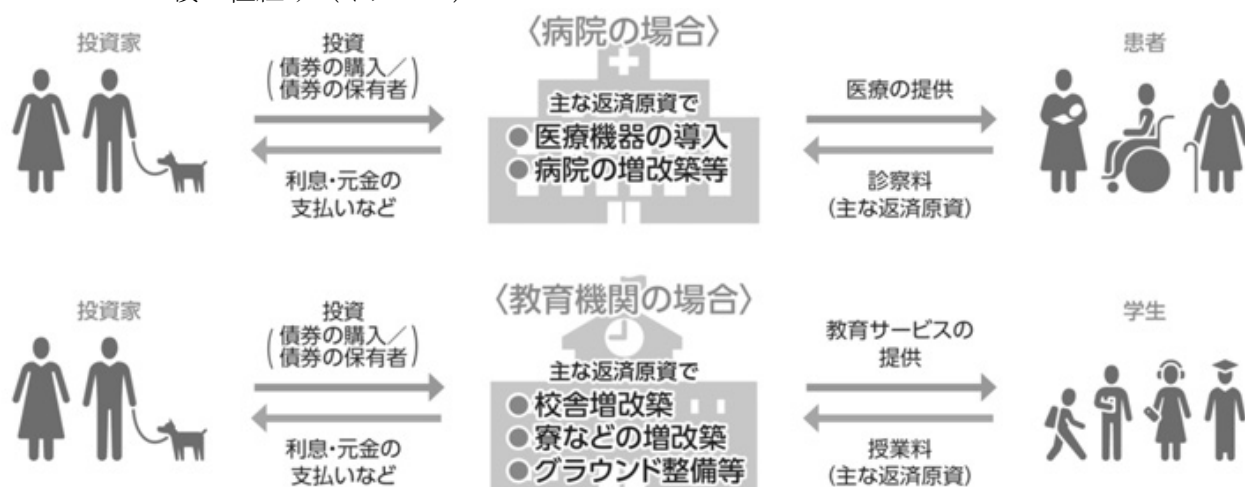 〈病院の場合〉
投資家
投資
(債券の購入／
債券の保有者)
利息・元金の
支払いなど
主な返済原資で
●医療機器の導入
●病院の増改築等
医療の提供
診察料
(主な返済原資)
患者
〈教育機関の場合〉
投資家
投資
(債券の購入／
債券の保有者)
利息・元金の
支払いなど
主な返済原資で
●校舎増改築
●寮などの増改築
●グラウンド整備等
教育サービスの
提供
授業料
(主な返済原資)
学生